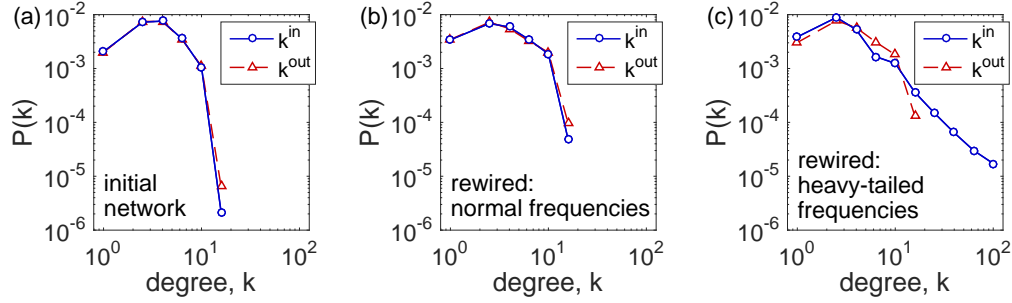 (a)
P(k)
10^-2
10^-3
10^-4
10^-5
10^-6
k^in
k^out
initial
network
10^0
10^1
10^2
degree, k
(b)
P(k)
10^-2
10^-3
10^-4
10^-5
10^-6
k^in
k^out
rewired:
normal frequencies
10^0
10^1
10^2
degree, k
(c)
P(k)
10^-2
10^-3
10^-4
10^-5
10^-6
k^in
k^out
rewired:
heavy-tailed
frequencies
10^0
10^1
10^2
degree, k